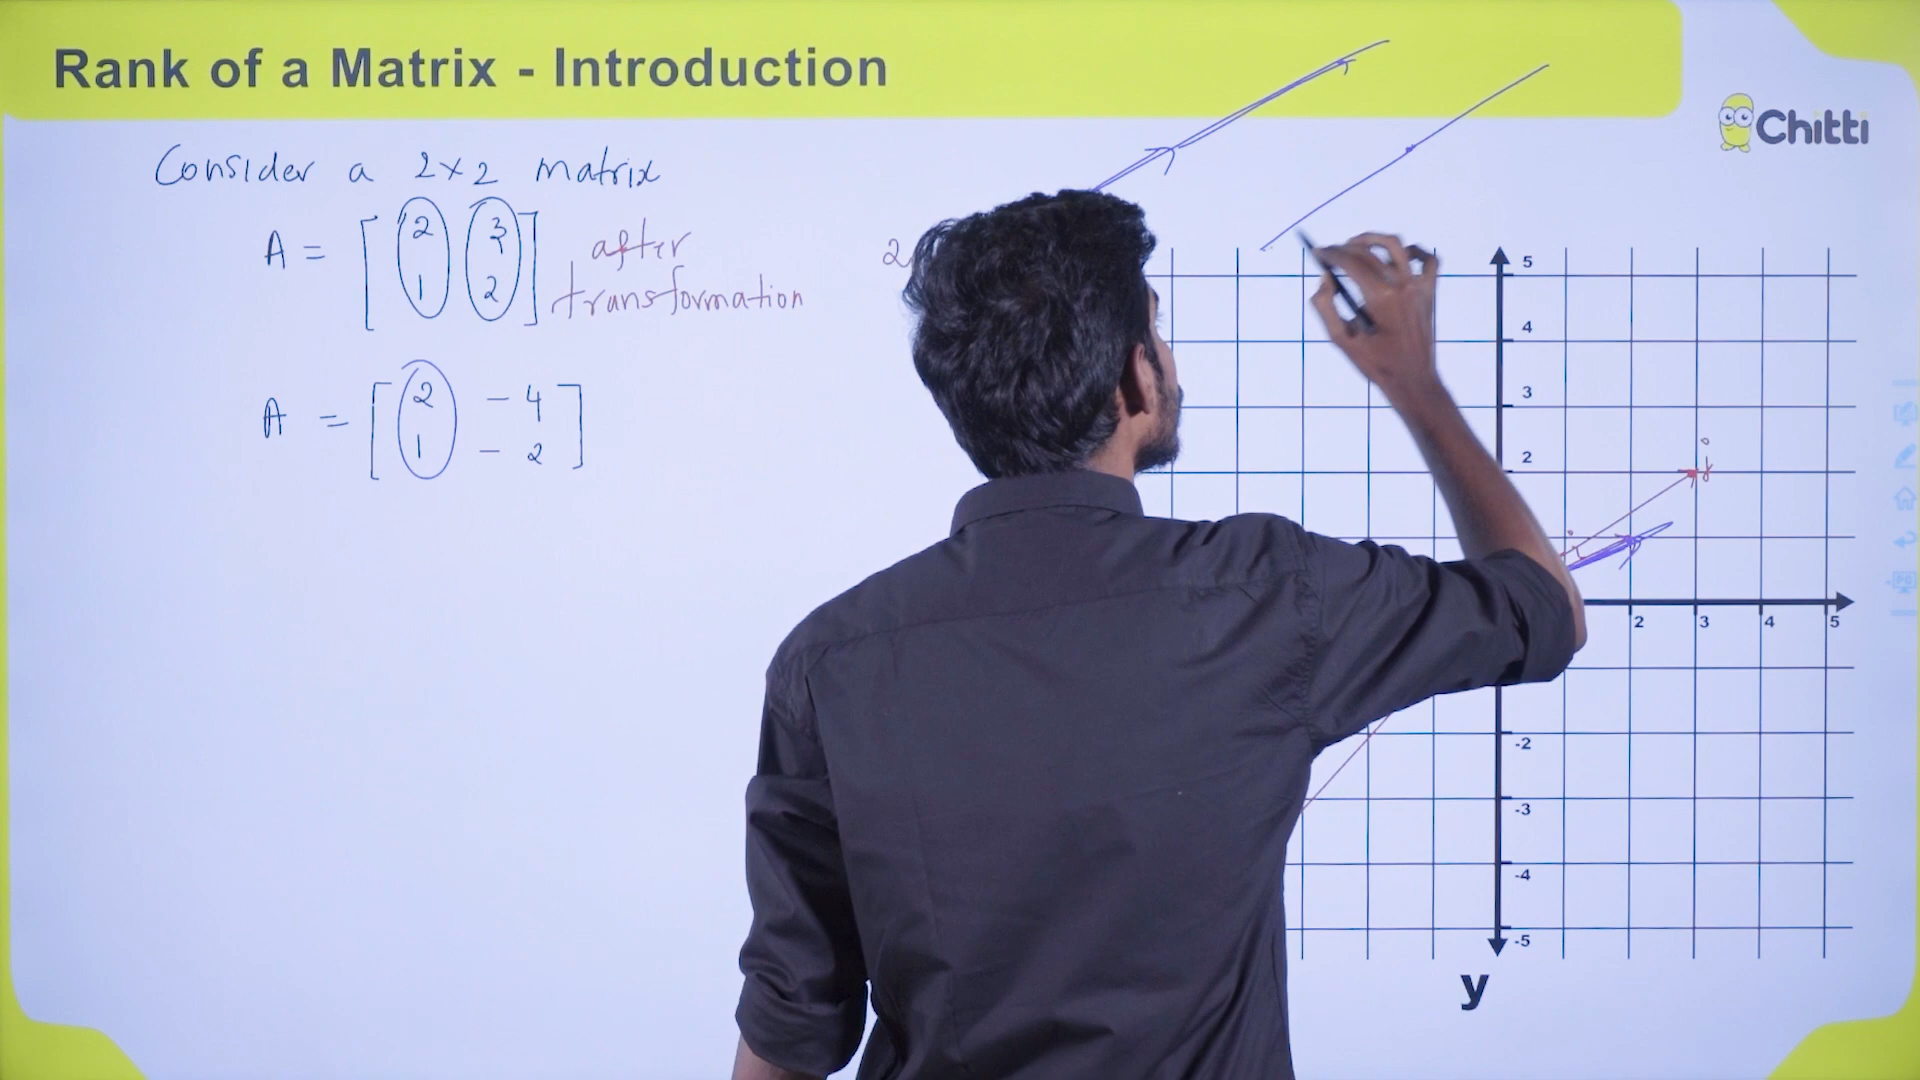 Rank of a Matrix - Introduction
Chitti
Consider a 2x2 matrix
A = [ 2 3
1 2 ]
after
transformation
A = [ 2 -4
1 -2 ]
2
5
4
3
2
j
i
2 3 4 5
-2
-3
-4
-5
y